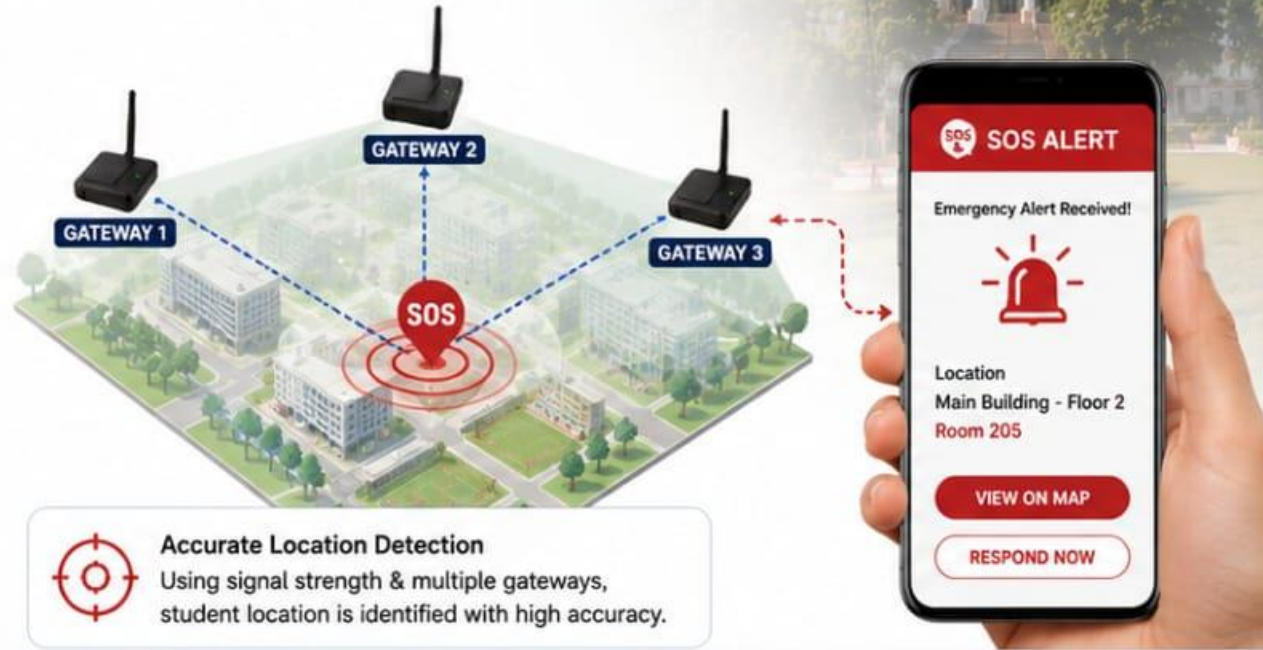 GATEWAY 1
GATEWAY 2
GATEWAY 3
SOS
Accurate Location Detection
Using signal strength & multiple gateways,
student location is identified with high accuracy.
SOS
SOS ALERT
Emergency Alert Received!
Location
Main Building - Floor 2
Room 205
VIEW ON MAP
RESPOND NOW